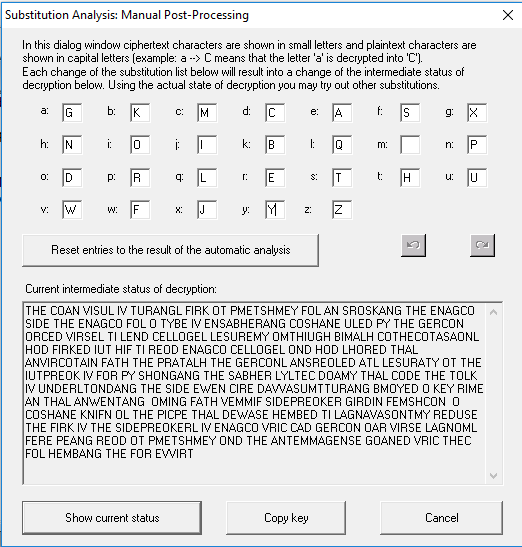 Substitution Analysis: Manual Post-Processing
In this dialog window ciphertext characters are shown in small letters and plaintext characters are
shown in capital letters (example: a --> C means that the letter 'a' is decrypted into 'C').
Each change of the substitution list below will result into a change of the intermediate status of
decryption below. Using the actual state of decryption you may try out other substitutions.
a: G b: K c: M d: C e: A f: S g: X
h: N i: O j: I k: B l: Q m: n: P
o: D p: R q: L r: E s: T t: H u: U
v: W w: F x: J y: Y z: Z
Reset entries to the result of the automatic analysis
Current intermediate status of decryption:
THE COAN VISUL IV TURANGL FIRK OT PMETSHMEY FOL AN SROSKANG THE ENAGCO
SIDE THE ENAGCO FOL O TYBE IV ENSABHERANG COSHANE ULED PY THE GERCON
ORCED VIRSEL TI LEND CELLOGEL LESUREMY OMTHIUGH BIMALH COTHECOTASAONL
HOD FIRKED IUT HIF TI REOD ENAGCO CELLOGEL OND HOD LHORED THAL
ANVIRCOTAIN FATH THE PRATALH THE GERCONL ANSREOLED ATL LESURATY OT THE
IUTPREOK IV FOR PY SHONGANG THE SABHER LYLTEC DOAMY THAL CODE THE TOLK
IV UNDERLTONDANG THE SIDE EWEN CIRE DAVVASUMTTURANG BMOYED O KEY RIME
AN THAL ANWENTANG  OMING FATH VEMMIF SIDEPREOKER GIRDIN FEMSHCON  O
COSHANE KNIFN OL THE PICPE THAL DEWASE HEMBED TI LAGNAVASONTMY REDUSE
THE FIRK IV THE SIDEPREOKERL IV ENAGCO VRIC CAD GERCON OAR VIRSE LAGNOML
FERE PEANG REOD OT PMETSHMEY OND THE ANTEMMAGENSE GOANED VRIC THEC
FOL HEMBANG THE FOR EVVIRT
Show current status
Copy key
Cancel